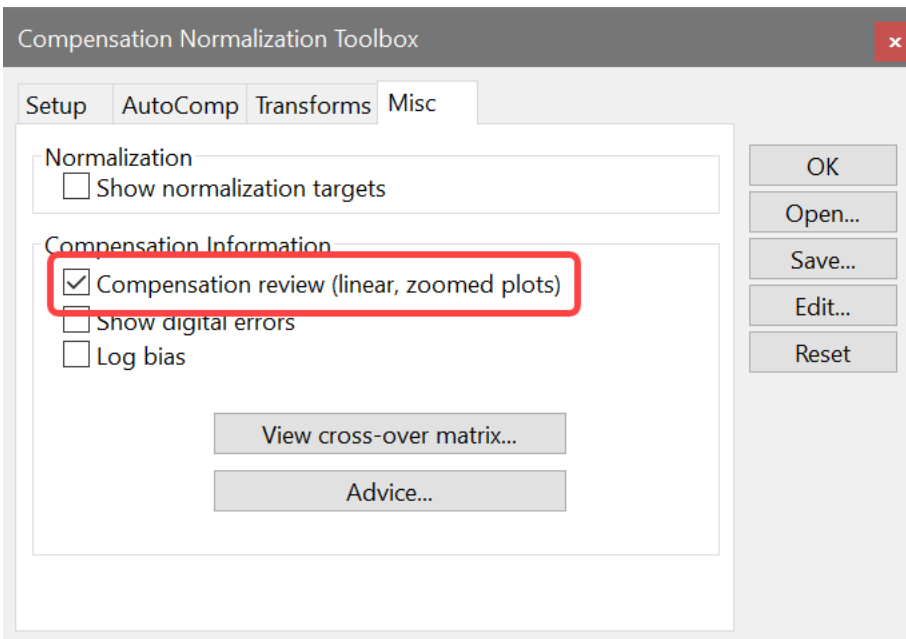 Compensation Normalization Toolbox
x
Setup AutoComp Transforms Misc
Normalization
Show normalization targets
Compensation Information
Compensation review (linear, zoomed plots)
Show digital errors
Log bias
View cross-over matrix...
Advice...
OK
Open...
Save...
Edit...
Reset